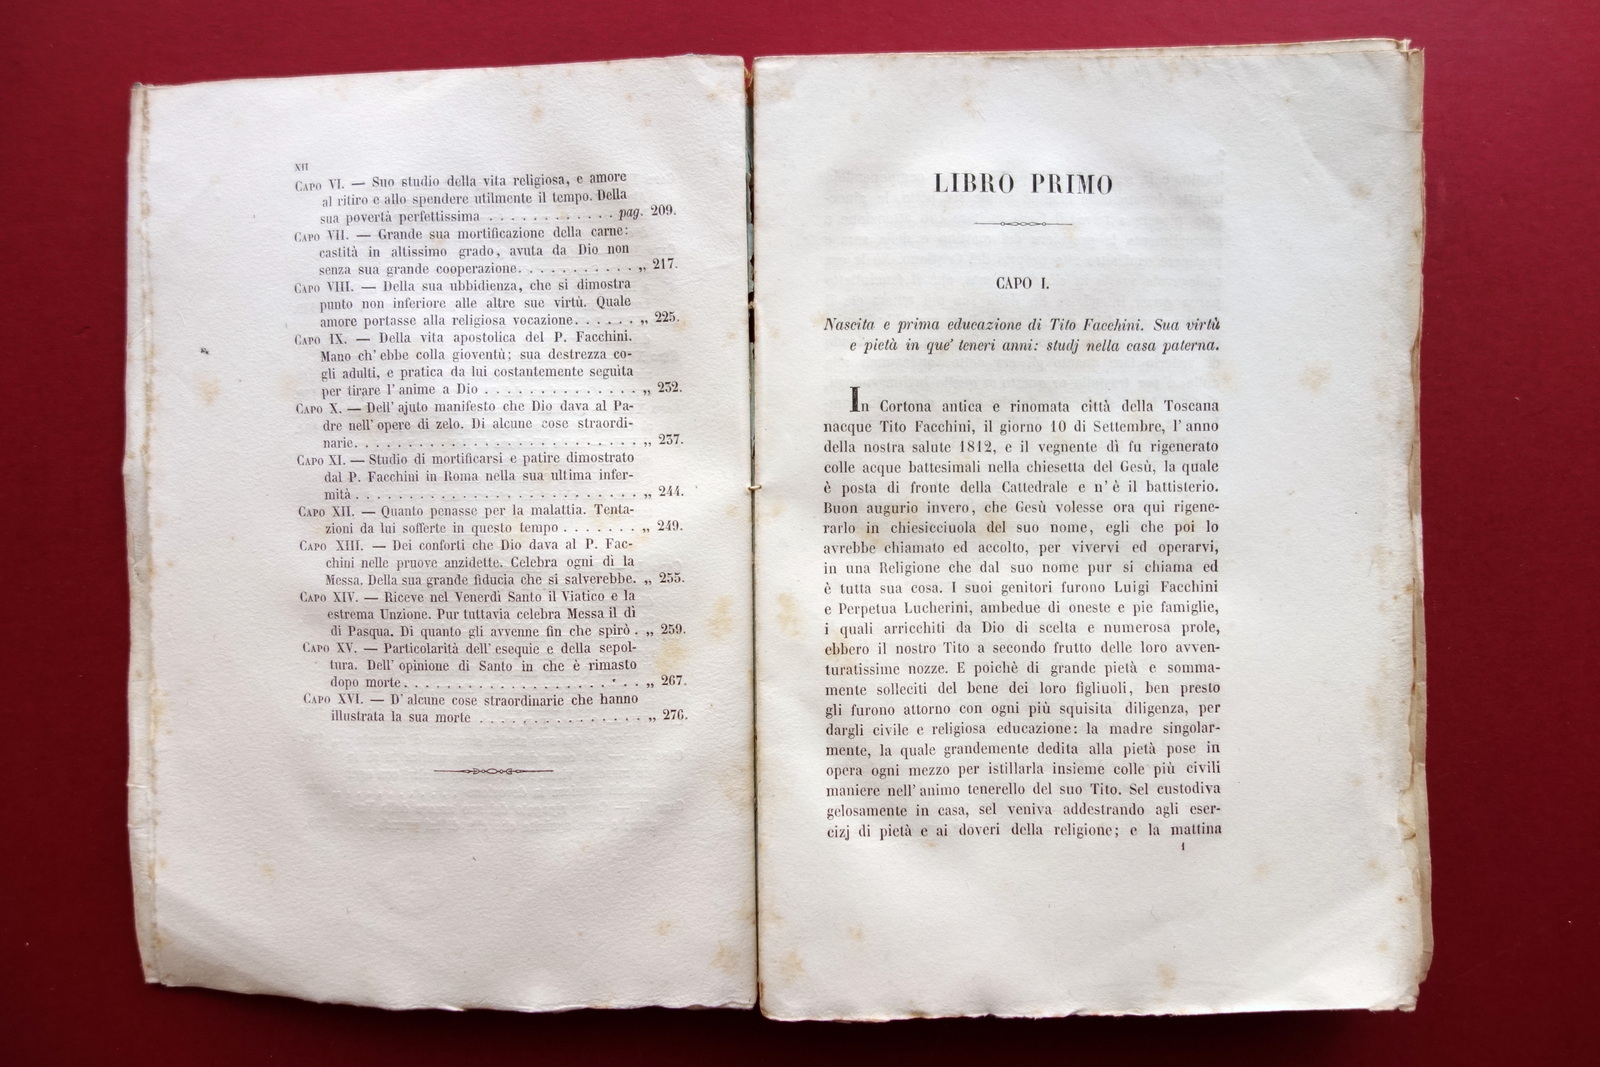 XII
CAPO VI. — Suo studio della vita religiosa, e amore
al ritiro e allo spendere utilmente il tempo. Della
sua povertà perfettissima . . . . . . . . . . . . pag. 209.
CAPO VII. — Grande sua mortificazione della carne:
castità in altissimo grado, avuta da Dio non
senza sua grande cooperazione. . . . . . . . . . . „ 217.
CAPO VIII. — Della sua ubbidienza, che si dimostra
punto non inferiore alle altre sue virtù. Quale
amore portasse alla religiosa vocazione. . . . . . „ 225.
CAPO IX. — Della vita apostolica del P. Facchini.
Mano ch' ebbe colla gioventù: sua destrezza co-
gli adulti, e pratica da lui costantemente seguita
per tirare l' anime a Dio . . . . . . . . . . . . . . . „ 232.
CAPO X. — Dell' ajuto manifesto che Dio dava al Pa-
dre nell' opere di zelo. Di alcune cose straordi-
narie. . . . . . . . . . . . . . . . . . . . . . . . . . „ 237.
CAPO XI. — Studio di mortificarsi e patire dimostrato
dal P. Facchini in Roma nella sua ultima infer-
mità . . . . . . . . . . . . . . . . . . . . . . . . . . „ 244.
CAPO XII. — Quanto penasse per la malattia. Tenta-
zioni da lui sofferte in questo tempo . . . . . . . „ 249.
CAPO XIII. — Dei conforti che Dio dava al P. Fac-
chini nelle pruove anzidette. Celebra ogni dì la
Messa. Della sua grande fiducia che si salverebbe. „ 255.
CAPO XIV. — Riceve nel Venerdì Santo il Viatico e la
estrema Unzione. Pur tuttavia celebra Messa il dì
di Pasqua. Di quanto gli avvenne fin che spirò . „ 259.
CAPO XV. — Particolarità dell' esequie e della sepol-
tura. Dell' opinione di Santo in che è rimasto
dopo morte . . . . . . . . . . . . . . . . . . . . . . „ 267.
CAPO XVI. — D' alcune cose straordinarie che hanno
illustrata la sua morte . . . . . . . . . . . . . . . „ 276.
LIBRO PRIMO
CAPO I.
Nascita e prima educazione di Tito Facchini. Sua virtù
e pietà in que' teneri anni: studj nella casa paterna.
In Cortona antica e rinomata città della Toscana
nacque Tito Facchini, il giorno 10 di Settembre, l' anno
della nostra salute 1812, e il vegnente dì fu rigenerato
colle acque battesimali nella chiesetta del Gesù, la quale
è posta di fronte della Cattedrale e n' è il battisterio.
Buon augurio invero, che Gesù volesse ora qui rigene-
rarlo in chiesicciuola del suo nome, egli che poi lo
avrebbe chiamato ed accolto, per vivervi ed operarvi,
in una Religione che dal suo nome pur si chiama ed
è tutta sua cosa. I suoi genitori furono Luigi Facchini
e Perpetua Lucherini, ambedue di oneste e pie famiglie,
i quali arricchiti da Dio di scelta e numerosa prole,
ebbero il nostro Tito a secondo frutto delle loro avven-
turatissime nozze. E poichè di grande pietà e somma-
mente solleciti del bene dei loro figliuoli, ben presto
gli furono attorno con ogni più squisita diligenza, per
dargli civile e religiosa educazione: la madre singolar-
mente, la quale grandemente dedita alla pietà pose in
opera ogni mezzo per istillarla insieme colle più civili
maniere nell' animo tenerello del suo Tito. Sel custodiva
gelosamente in casa, sel veniva addestrando agli eser-
cizj di pietà e ai doveri della religione; e la mattina
1